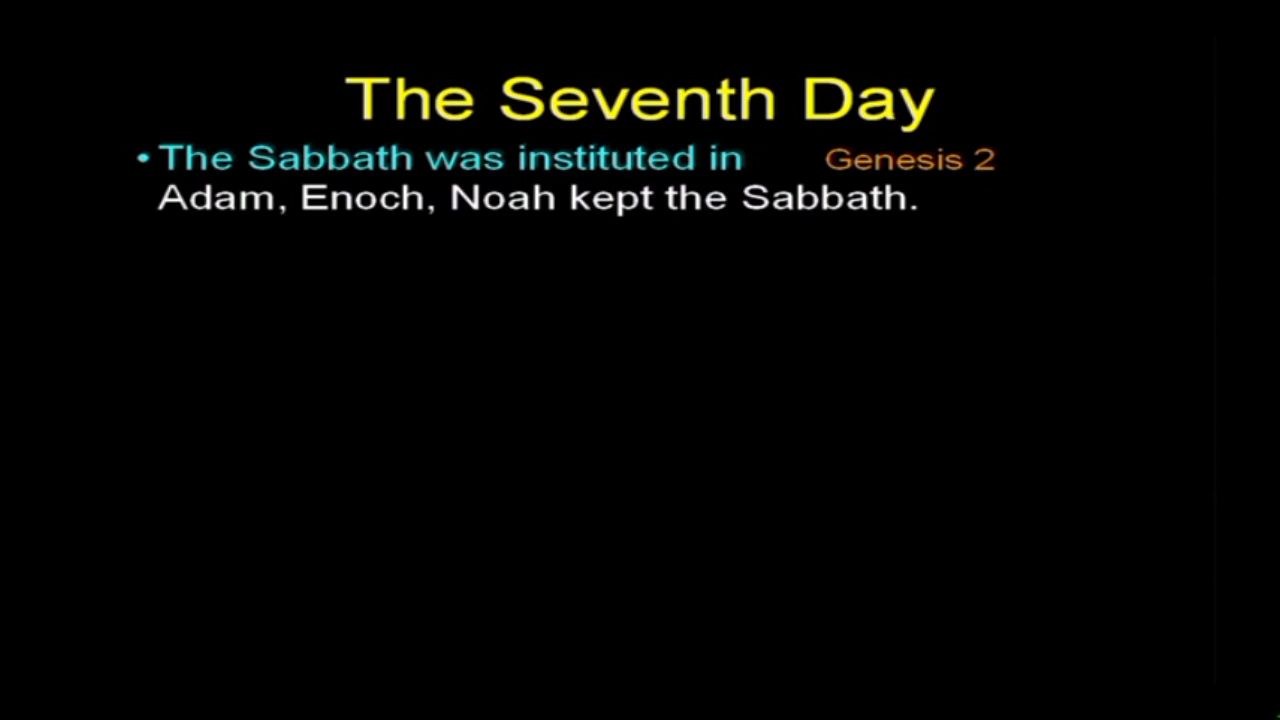 The Seventh Day
• The Sabbath was instituted in Genesis 2
Adam, Enoch, Noah kept the Sabbath.